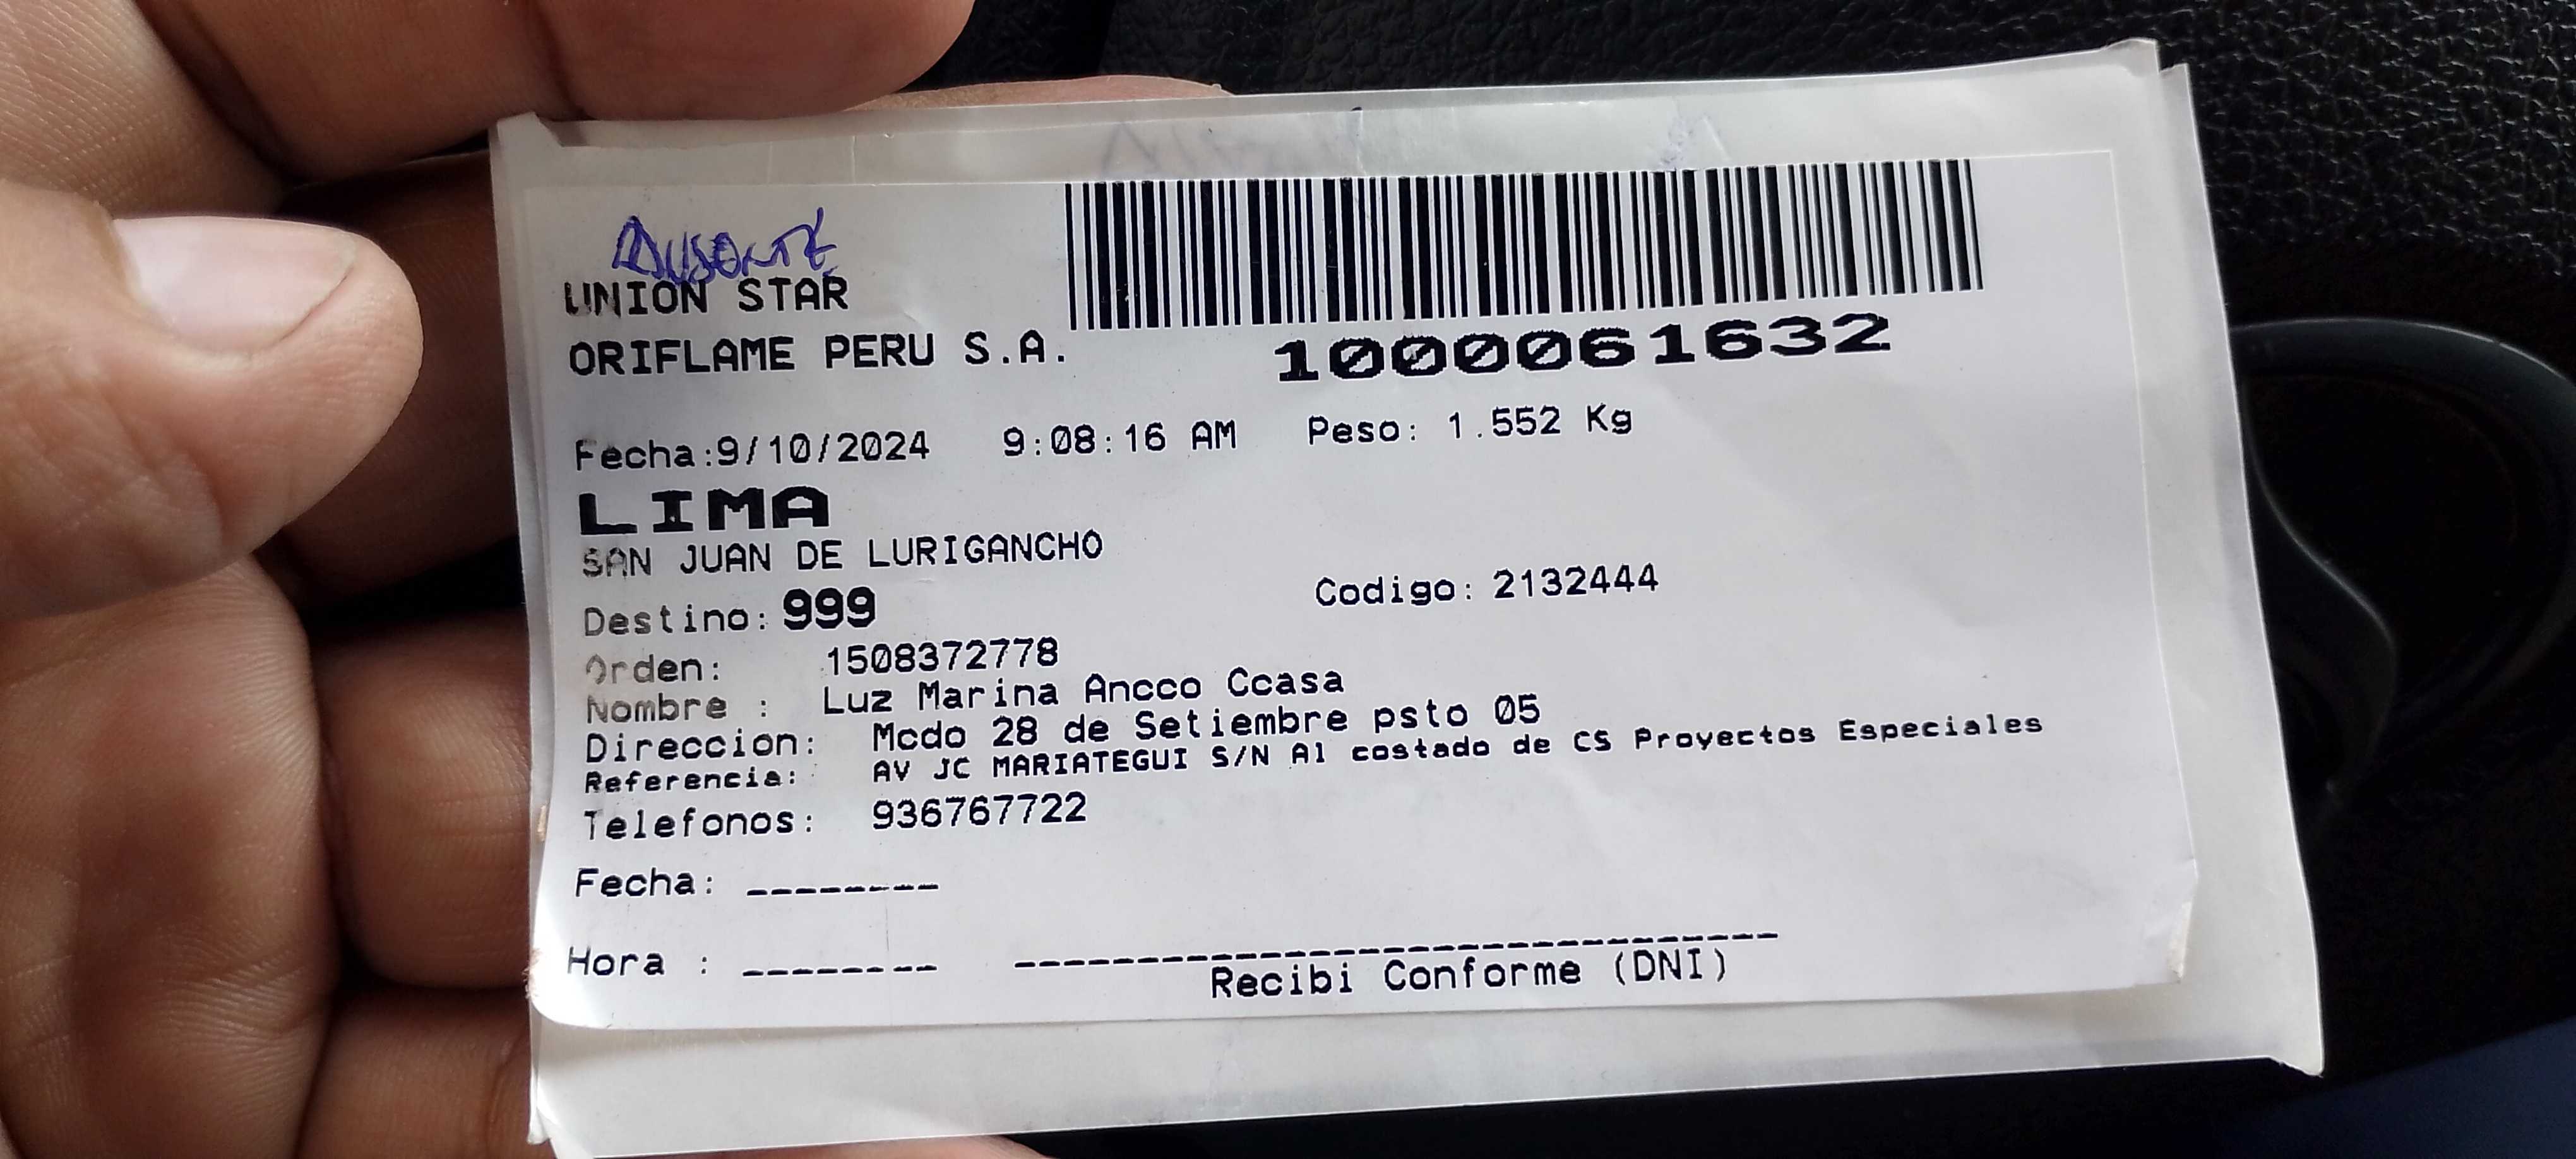 Ausente
UNION STAR
ORIFLAME PERU S.A.
1000061632
Fecha:9/10/2024 9:08:16 AM Peso: 1.552 Kg
LIMA
SAN JUAN DE LURIGANCHO
Destino: 999 Codigo: 2132444
Orden: 1508372778
Nombre : Luz Marina Ancco Ccasa
Direccion: Mcdo 28 de Setiembre psto 05
Referencia: AV JC MARIATEGUI S/N Al costado de CS Proyectos Especiales
Telefonos: 936767722
Fecha: --------
Hora : --------
Recibi Conforme (DNI)